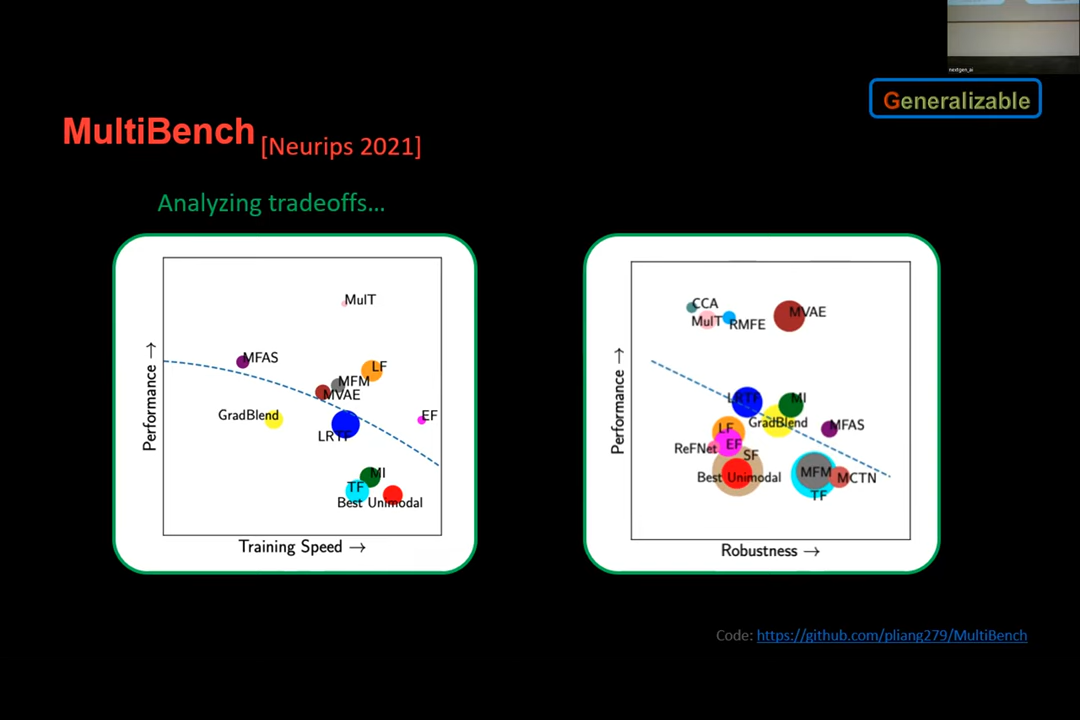 nextgen_ai
Generalizable
MultiBench [Neurips 2021]
Analyzing tradeoffs...
Performance →
MulT
MFAS
LF
MFM
MVAE
GradBlend
EF
LRTF
MI
TF
Best Unimodal
Training Speed →
Performance →
CCA
MulT
RMFE
MVAE
LRTF
MI
GradBlend
LF
MFAS
EF
ReFNet
SF
Best Unimodal
MFM
MCTN
TF
Robustness →
Code: https://github.com/pliang279/MultiBench